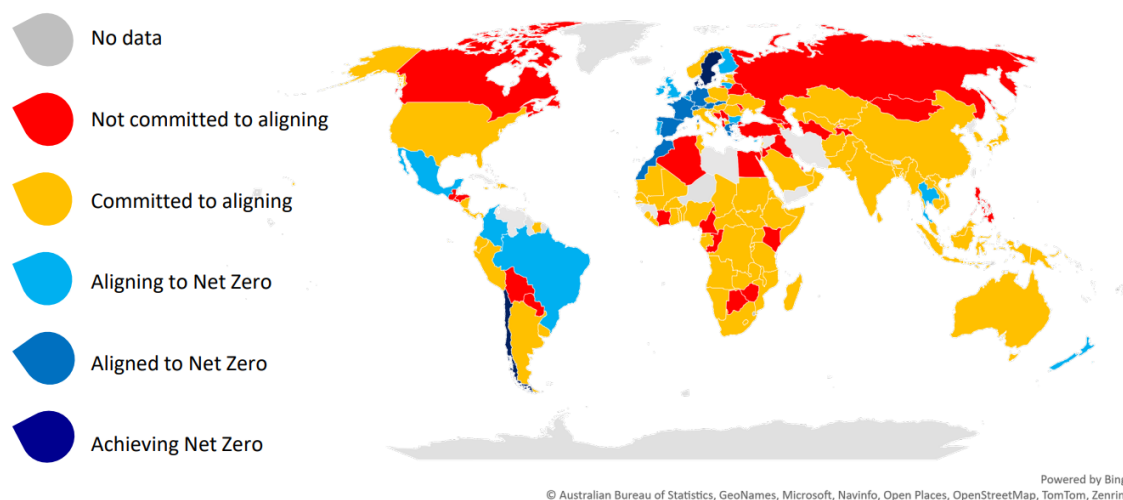 No data
Not committed to aligning
Committed to aligning
Aligning to Net Zero
Aligned to Net Zero
Achieving Net Zero
Powered by Bing
© Australian Bureau of Statistics, GeoNames, Microsoft, Navinfo, Open Places, OpenStreetMap, TomTom, Zenrin